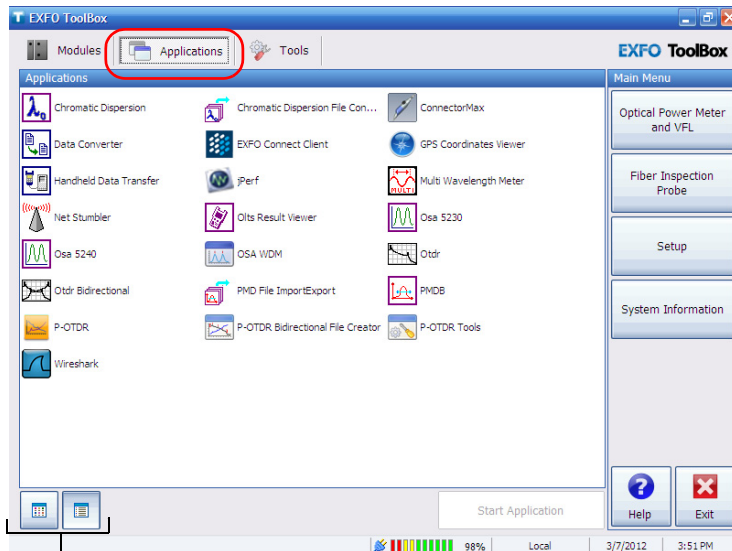 EXFO ToolBox
Modules
Applications
Tools
EXFO ToolBox
Applications
Main Menu
Chromatic Dispersion
Chromatic Dispersion File Con...
ConnectorMax
Data Converter
EXFO Connect Client
GPS Coordinates Viewer
Handheld Data Transfer
jPerf
MULTI
Multi Wavelength Meter
Net Stumbler
Olts Result Viewer
Osa 5230
Osa 5240
OSA WDM
Otdr
Otdr Bidirectional
PMD File ImportExport
PMDB
P-OTDR
P-OTDR Bidirectional File Creator
P-OTDR Tools
Wireshark
Optical Power Meter
and VFL
Fiber Inspection
Probe
Setup
System Information
Start Application
Help
Exit
98%
Local
3/7/2012
3:51 PM